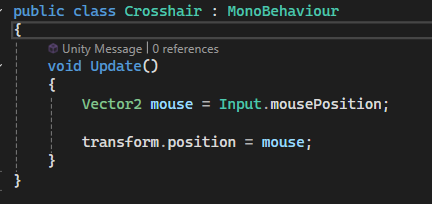 public class Crosshair : MonoBehaviour
{
Unity Message | 0 references
void Update()
{
Vector2 mouse = Input.mousePosition;
transform.position = mouse;
}
}